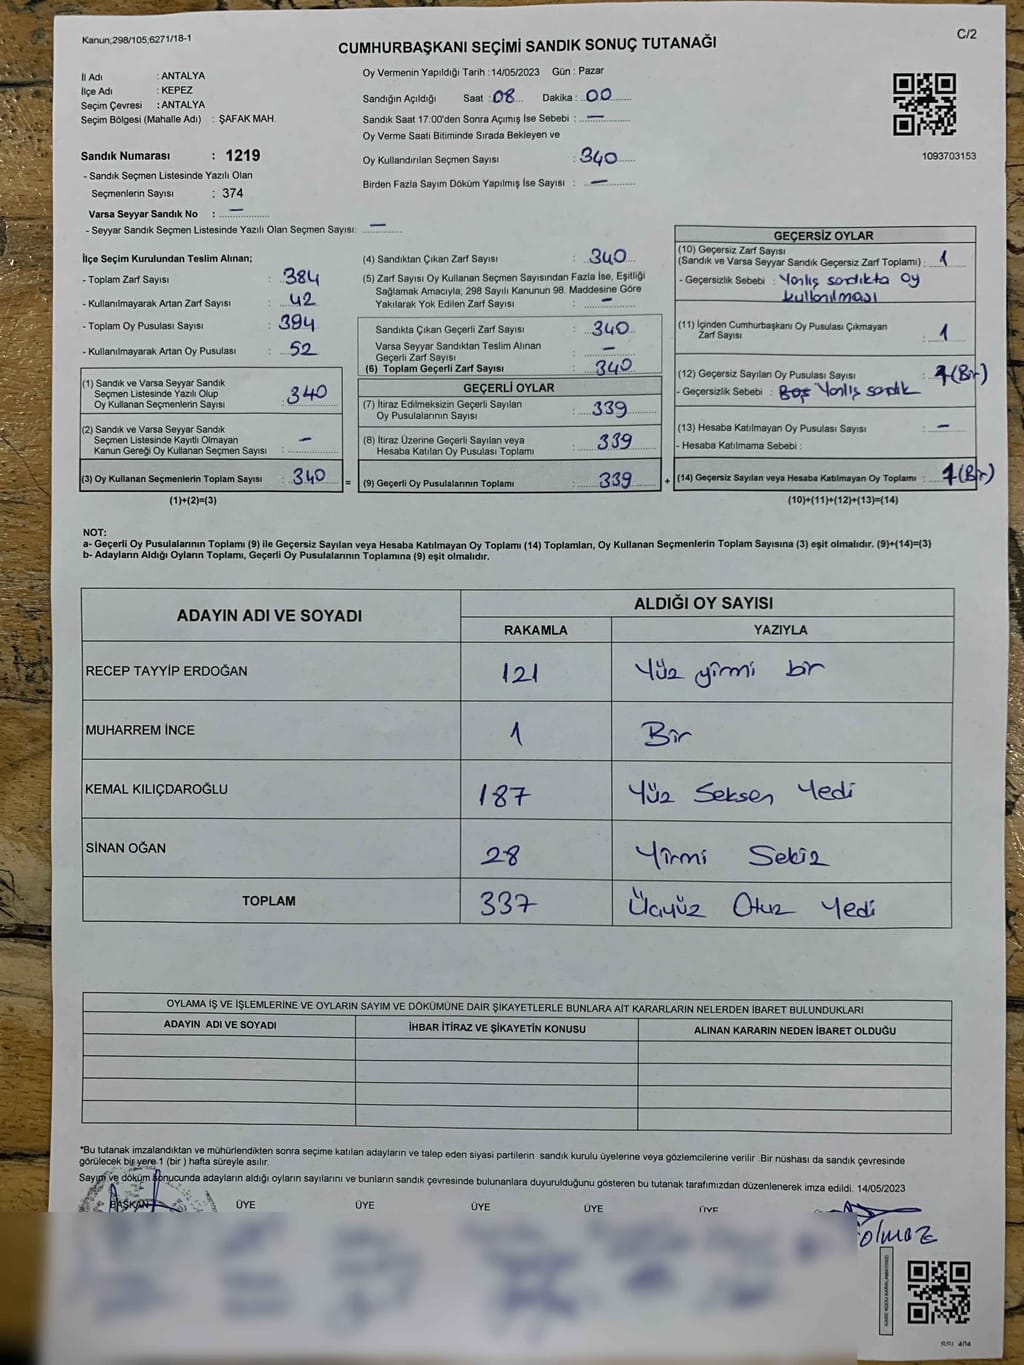 Kanun;298/105,6271/18-1
C/2
CUMHURBAŞKANI SEÇİMİ SANDIK SONUÇ TUTANAĞI
İl Adı : ANTALYA
İlçe Adı : KEPEZ
Seçim Çevresi : ANTALYA
Seçim Bölgesi (Mahalle Adı) : ŞAFAK MAH.
Sandık Numarası : 1219
- Sandık Seçmen Listesinde Yazılı Olan
Seçmenlerin Sayısı : 374
Varsa Seyyar Sandık No : —
- Seyyar Sandık Seçmen Listesinde Yazılı Olan Seçmen Sayısı: —
Oy Vermenin Yapıldığı Tarih : 14/05/2023 Gün : Pazar
Sandığın Açıldığı Saat : 08 Dakika : 00
Sandık Saat 17:00'den Sonra Açımış İse Sebebi : —
Oy Verme Saati Bitiminde Sırada Bekleyen ve
Oy Kullandırılan Seçmen Sayısı : 340
Birden Fazla Sayım Döküm Yapılmış İse Sayısı : —
1093703153
İlçe Seçim Kurulundan Teslim Alınan;
- Toplam Zarf Sayısı : 384
- Kullanılmayarak Artan Zarf Sayısı : 42
- Toplam Oy Pusulası Sayısı : 394
- Kullanılmayarak Artan Oy Pusulası : 52
(1) Sandık ve Varsa Seyyar Sandık
Seçmen Listesinde Yazılı Olup
Oy Kullanan Seçmenlerin Sayısı : 340
(2) Sandık ve Varsa Seyyar Sandık
Seçmen Listesinde Kayıtlı Olmayan
Kanun Gereği Oy Kullanan Seçmen Sayısı : —
(3) Oy Kullanan Seçmenlerin Toplam Sayısı : 340
(1)+(2)=(3)
(4) Sandıktan Çıkan Zarf Sayısı : 340
(5) Zarf Sayısı Oy Kullanan Seçmen Sayısından Fazla İse, Eşitliği
Sağlamak Amacıyla; 298 Sayılı Kanunun 98. Maddesine Göre
Yakılarak Yok Edilen Zarf Sayısı : —
Sandıkta Çıkan Geçerli Zarf Sayısı : 340
Varsa Seyyar Sandıktan Teslim Alınan
Geçerli Zarf Sayısı : —
(6) Toplam Geçerli Zarf Sayısı : 340
GEÇERLİ OYLAR
(7) İtiraz Edilmeksizin Geçerli Sayılan
Oy Pusulalarının Sayısı : 339
(8) İtiraz Üzerine Geçerli Sayılan veya
Hesaba Katılan Oy Pusulası Toplamı : 339
= (9) Geçerli Oy Pusulalarının Toplamı : 339 +
GEÇERSİZ OYLAR
(10) Geçersiz Zarf Sayısı
(Sandık ve Varsa Seyyar Sandık Geçersiz Zarf Toplamı) : 1
- Geçersizlik Sebebi : Yanlış sandıkta oy
kullanılması
(11) İçinden Cumhurbaşkanı Oy Pusulası Çıkmayan
Zarf Sayısı : 1
(12) Geçersiz Sayılan Oy Pusulası Sayısı : 1 (Bir)
- Geçersizlik Sebebi : Boş Yanlış sandık
(13) Hesaba Katılmayan Oy Pusulası Sayısı : —
- Hesaba Katılmama Sebebi :
(14) Geçersiz Sayılan veya Hesaba Katılmayan Oy Toplamı : 1 (Bir)
(10)+(11)+(12)+(13)=(14)
NOT:
a- Geçerli Oy Pusulalarının Toplamı (9) ile Geçersiz Sayılan veya Hesaba Katılmayan Oy Toplamı (14) Toplamları, Oy Kullanan Seçmenlerin Toplam Sayısına (3) eşit olmalıdır. (9)+(14)=(3)
b- Adayların Aldığı Oyların Toplamı, Geçerli Oy Pusulalarının Toplamına (9) eşit olmalıdır.
ADAYIN ADI VE SOYADI
ALDIĞI OY SAYISI
RAKAMLA YAZIYLA
RECEP TAYYİP ERDOĞAN 121 Yüz yirmi bir
MUHARREM İNCE 1 Bir
KEMAL KILIÇDAROĞLU 187 Yüz Seksen Yedi
SİNAN OĞAN 28 Yirmi Sekiz
TOPLAM 337 Üçyüz Otuz Yedi
OYLAMA İŞ VE İŞLEMLERİNE VE OYLARIN SAYIM VE DÖKÜMÜNE DAİR ŞİKAYETLERLE BUNLARA AİT KARARLARIN NELERDEN İBARET BULUNDUKLARI
ADAYIN ADI VE SOYADI İHBAR İTİRAZ VE ŞİKAYETİN KONUSU ALINAN KARARIN NEDEN İBARET OLDUĞU
*Bu tutanak imzalandıktan ve mühürlendikten sonra seçime katılan adayların ve talep eden siyasi partilerin sandık kurulu üyelerine veya gözlemcilerine verilir .Bir nüshası da sandık çevresinde
görülecek bir yere 1 (bir ) hafta süreyle asılır.
Sayım ve döküm sonucunda adayların aldığı oyların sayılarını ve bunların sandık çevresinde bulunanlara duyurulduğunu gösteren bu tutanak tarafımızdan düzenlenerek imza edildi. 14/05/2023
BAŞKAN ÜYE ÜYE ÜYE ÜYE ÜYE